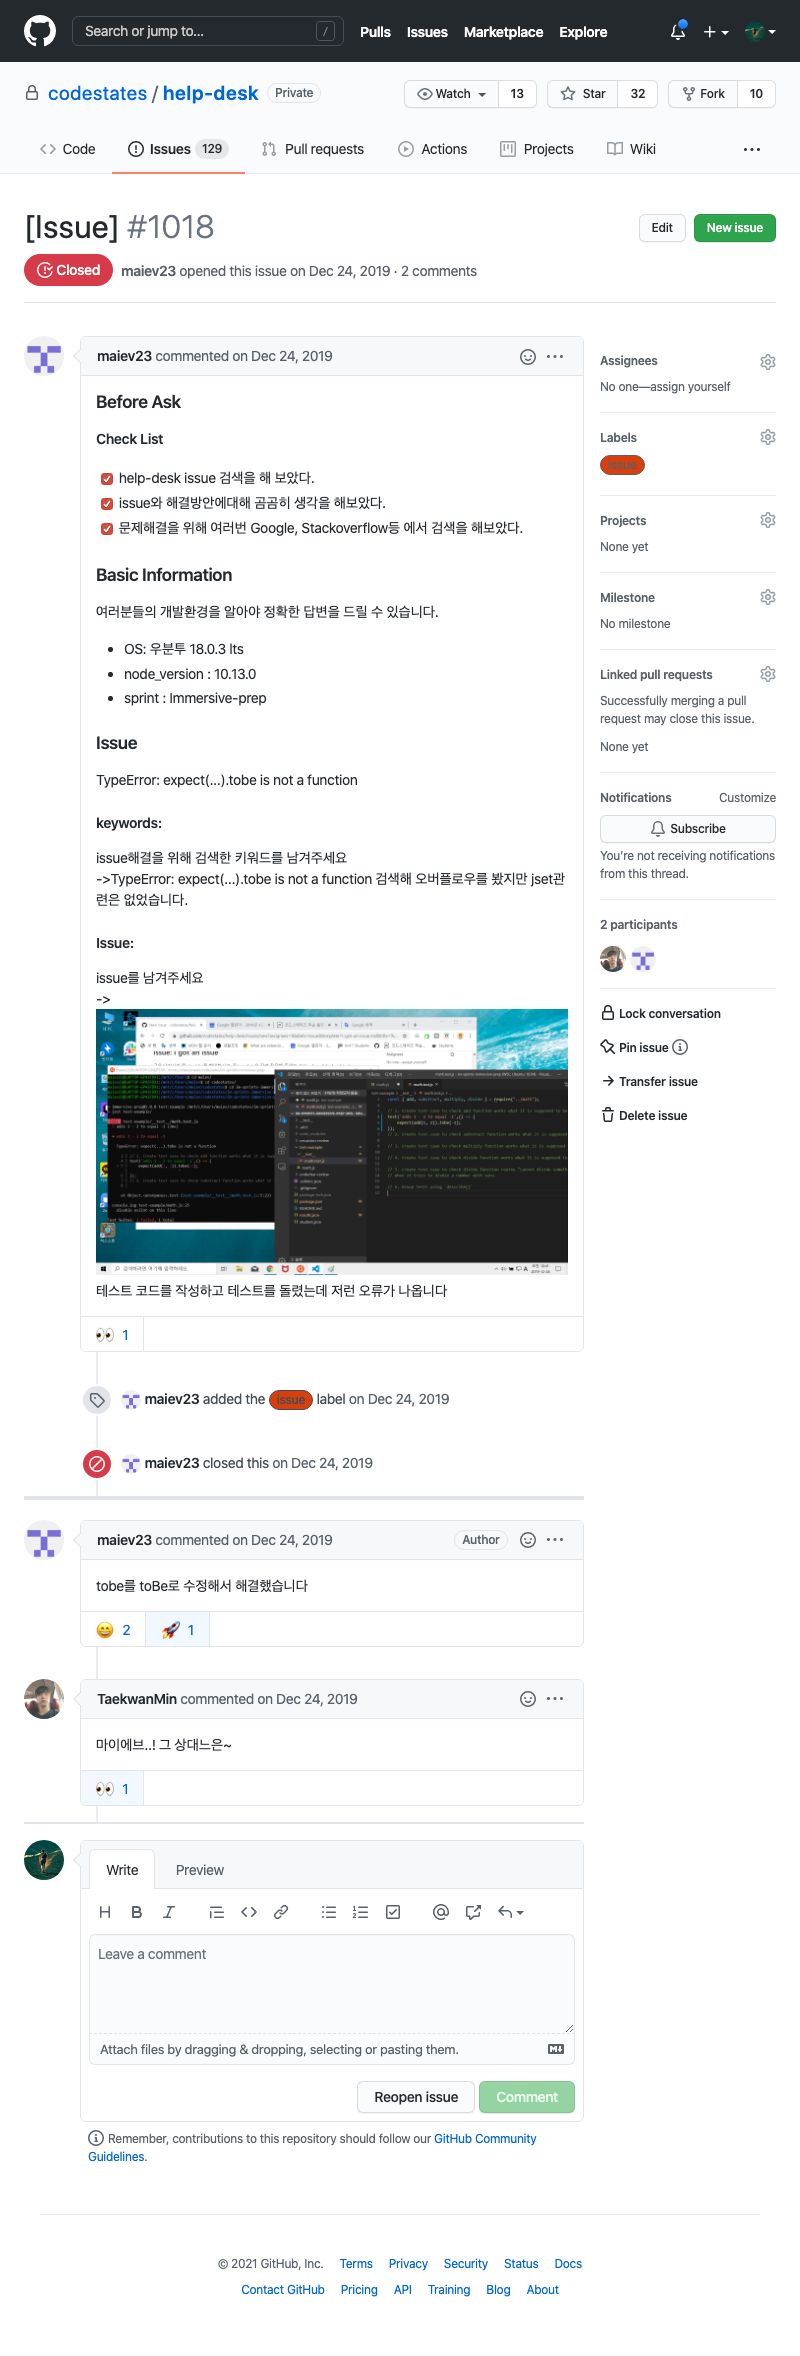 Search or jump to...
/
Pulls Issues Marketplace Explore
codestates / help-desk Private
Watch 13 Star 32 Fork 10
Code Issues 129 Pull requests Actions Projects Wiki
[Issue] #1018
Edit New issue
Closed maiev23 opened this issue on Dec 24, 2019 · 2 comments
maiev23 commented on Dec 24, 2019
Before Ask
Check List
help-desk issue 검색을 해 보았다.
issue와 해결방안에대해 곰곰히 생각을 해보았다.
문제해결을 위해 여러번 Google, Stackoverflow등 에서 검색을 해보았다.
Basic Information
여러분들의 개발환경을 알아야 정확한 답변을 드릴 수 있습니다.
OS: 우분투 18.0.3 lts
node_version : 10.13.0
sprint : Immersive-prep
Issue
TypeError: expect(...).tobe is not a function
keywords:
issue해결을 위해 검색한 키워드를 남겨주세요
->TypeError: expect(...).tobe is not a function 검색해 오버플로우를 봤지만 jset관
련은 없었습니다.
Issue:
issue를 남겨주세요
->
테스트 코드를 작성하고 테스트를 돌렸는데 저런 오류가 나옵니다
1
maiev23 added the issue label on Dec 24, 2019
maiev23 closed this on Dec 24, 2019
maiev23 commented on Dec 24, 2019 Author
tobe를 toBe로 수정해서 해결했습니다
2 1
TaekwanMin commented on Dec 24, 2019
마이에브..! 그 상대느은~
1
Write Preview
Leave a comment
Attach files by dragging & dropping, selecting or pasting them.
Reopen issue Comment
Remember, contributions to this repository should follow our GitHub Community
Guidelines.
Assignees
No one—assign yourself
Labels
issue
Projects
None yet
Milestone
No milestone
Linked pull requests
Successfully merging a pull
request may close this issue.
None yet
Notifications Customize
Subscribe
You're not receiving notifications
from this thread.
2 participants
Lock conversation
Pin issue
Transfer issue
Delete issue
© 2021 GitHub, Inc. Terms Privacy Security Status Docs
Contact GitHub Pricing API Training Blog About